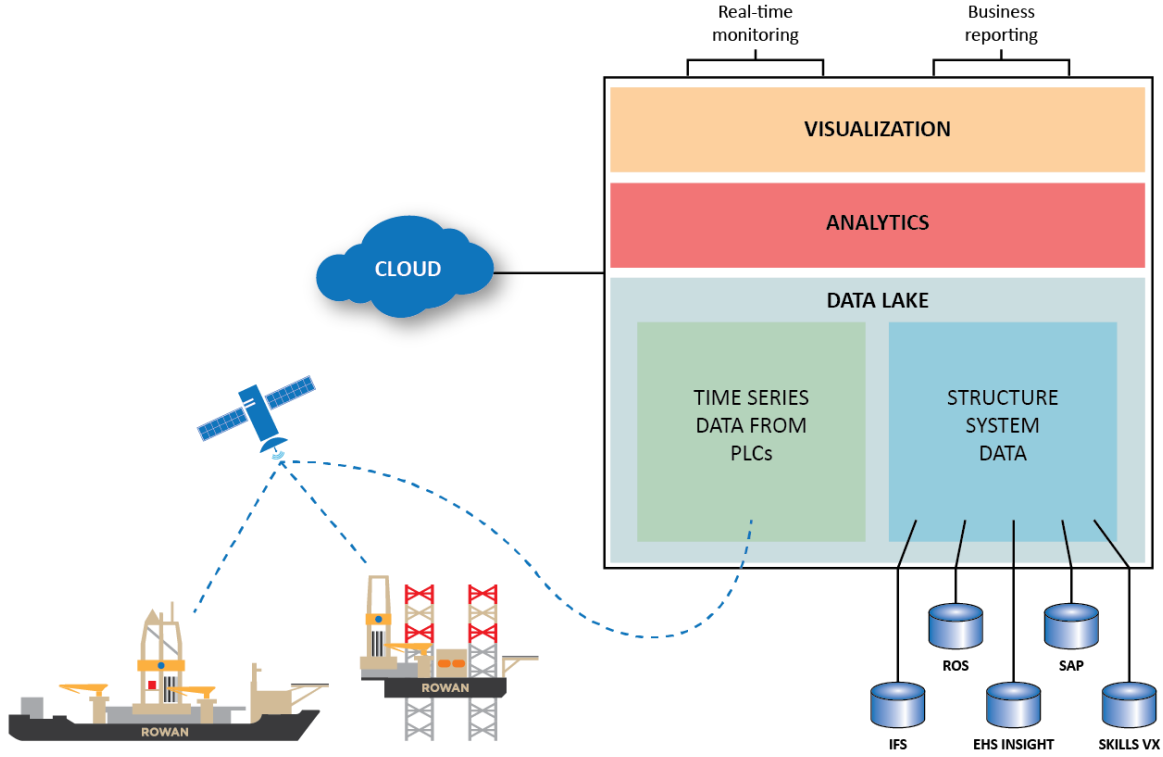 Real-time
monitoring
Business
reporting
VISUALIZATION
ANALYTICS
CLOUD
DATA LAKE
TIME SERIES
DATA FROM
PLCs
STRUCTURE
SYSTEM
DATA
ROWAN
ROWAN
ROS
SAP
IFS
EHS INSIGHT
SKILLS VX